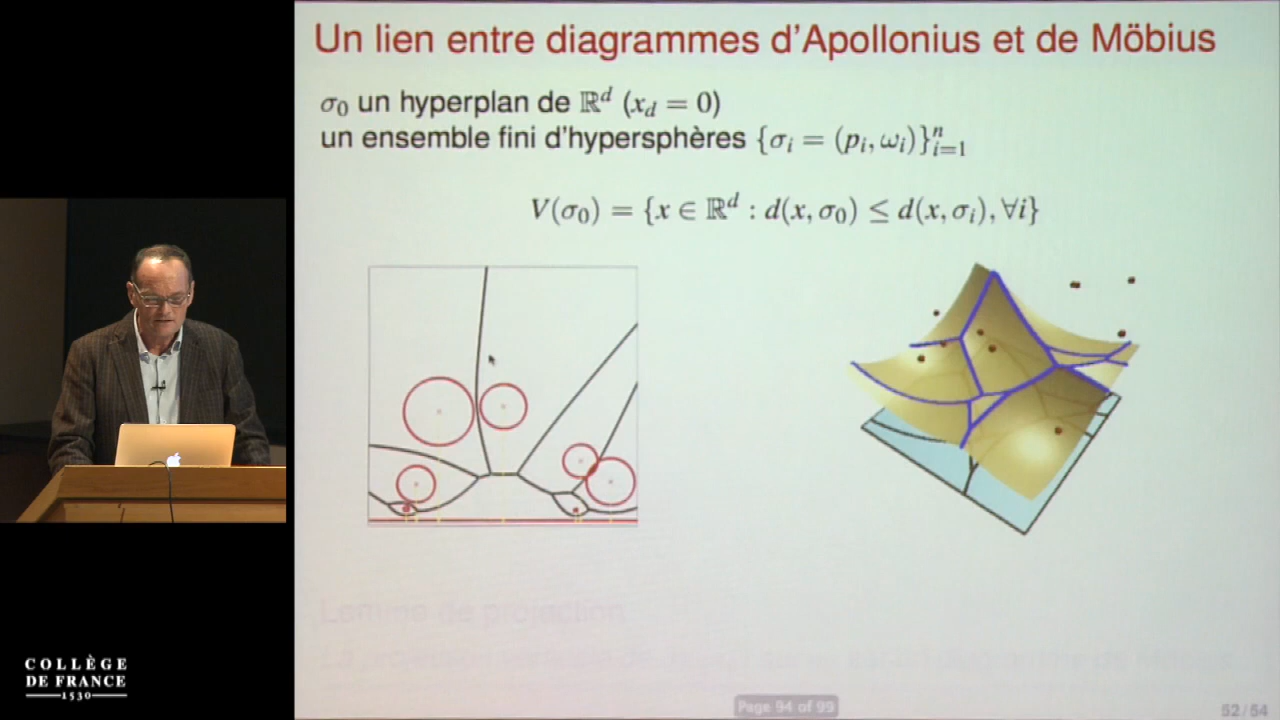 Un lien entre diagrammes d'Apollonius et de Möbius
σ₀ un hyperplan de ℝᵈ (x_d = 0)
un ensemble fini d'hypersphères {σᵢ = (pᵢ, ωᵢ)}ⁿᵢ₌₁
V(σ₀) = {x ∈ ℝᵈ : d(x, σ₀) ≤ d(x, σᵢ), ∀i}
Lemme de projection
COLLÈGE
DE FRANCE
1530
Page 94 of 99
52/54